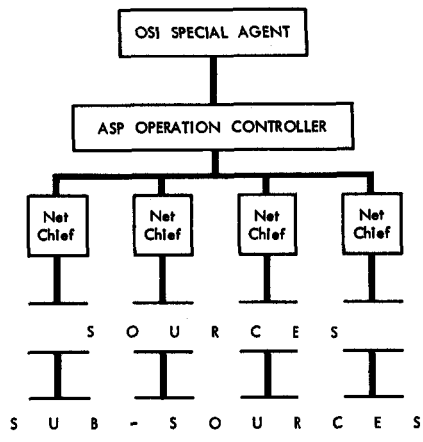 OSI SPECIAL AGENT
ASP OPERATION CONTROLLER
Net Net Net Net
Chief Chief Chief Chief
S O U R C E S
S U B - S O U R C E S